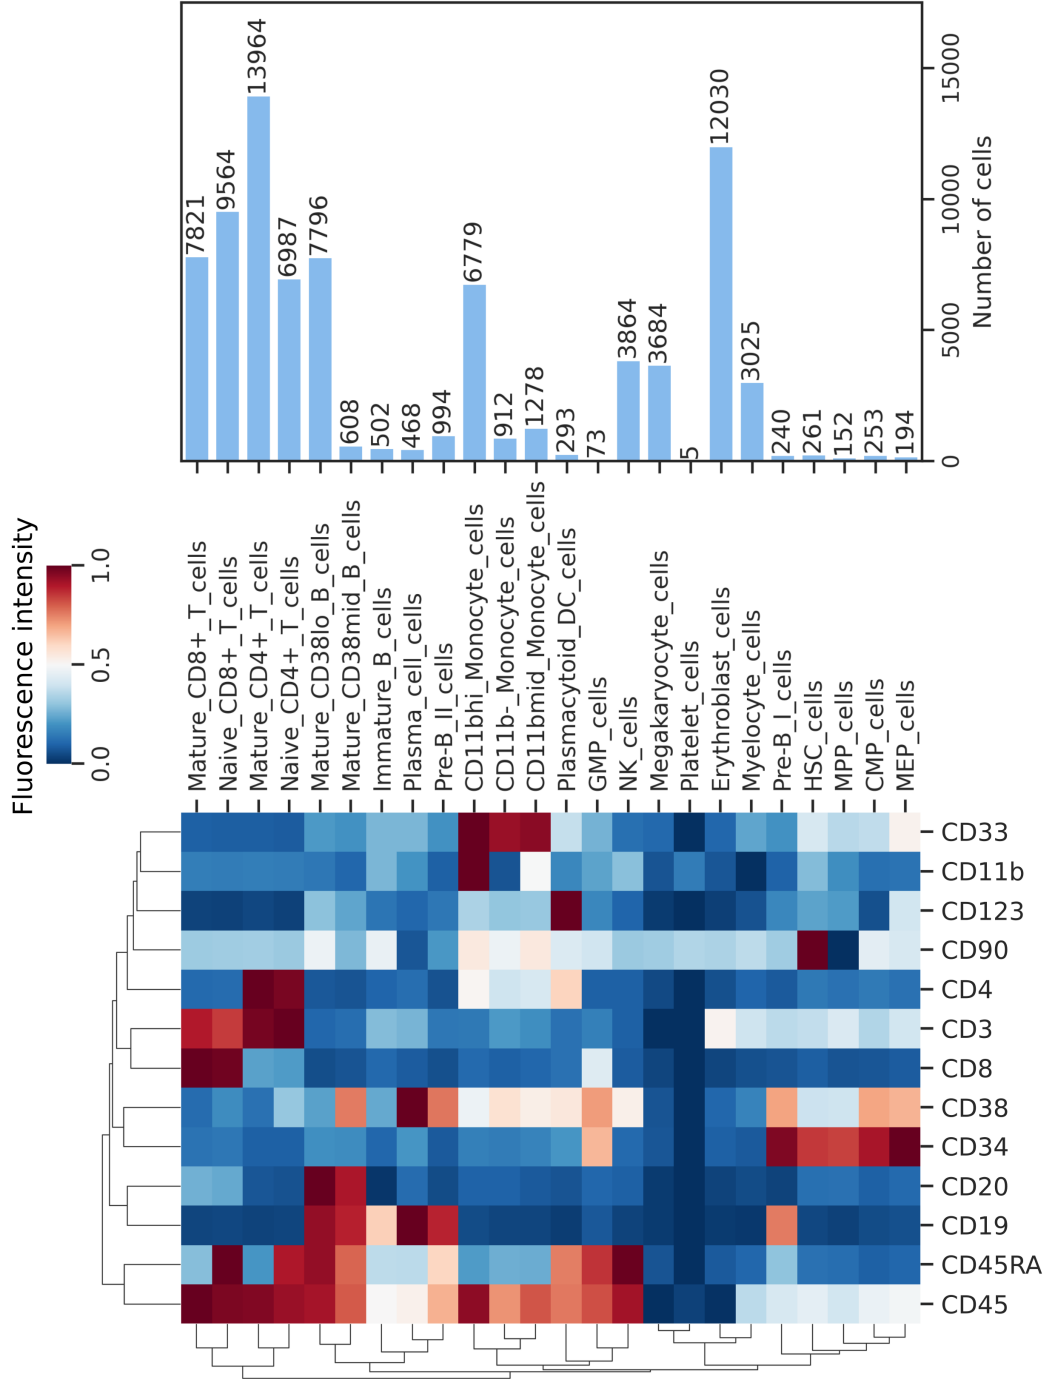 7821
9564
13964
6987
7796
608
502
468
994
6779
912
1278
293
73
3864
3684
5
12030
3025
240
261
152
253
194
0
5000
10000
15000
Number of cells
Fluorescence intensity
0.0
0.5
1.0
Mature_CD8+_T_cells
Naive_CD8+_T_cells
Mature_CD4+_T_cells
Naive_CD4+_T_cells
Mature_CD38lo_B_cells
Mature_CD38mid_B_cells
Immature_B_cells
Plasma_cell_cells
Pre-B_II_cells
CD11bhi_Monocyte_cells
CD11b-_Monocyte_cells
CD11bmid_Monocyte_cells
Plasmacytoid_DC_cells
GMP_cells
NK_cells
Megakaryocyte_cells
Platelet_cells
Erythroblast_cells
Myelocyte_cells
Pre-B_I_cells
HSC_cells
MPP_cells
CMP_cells
MEP_cells
CD33
CD11b
CD123
CD90
CD4
CD3
CD8
CD38
CD34
CD20
CD19
CD45RA
CD45